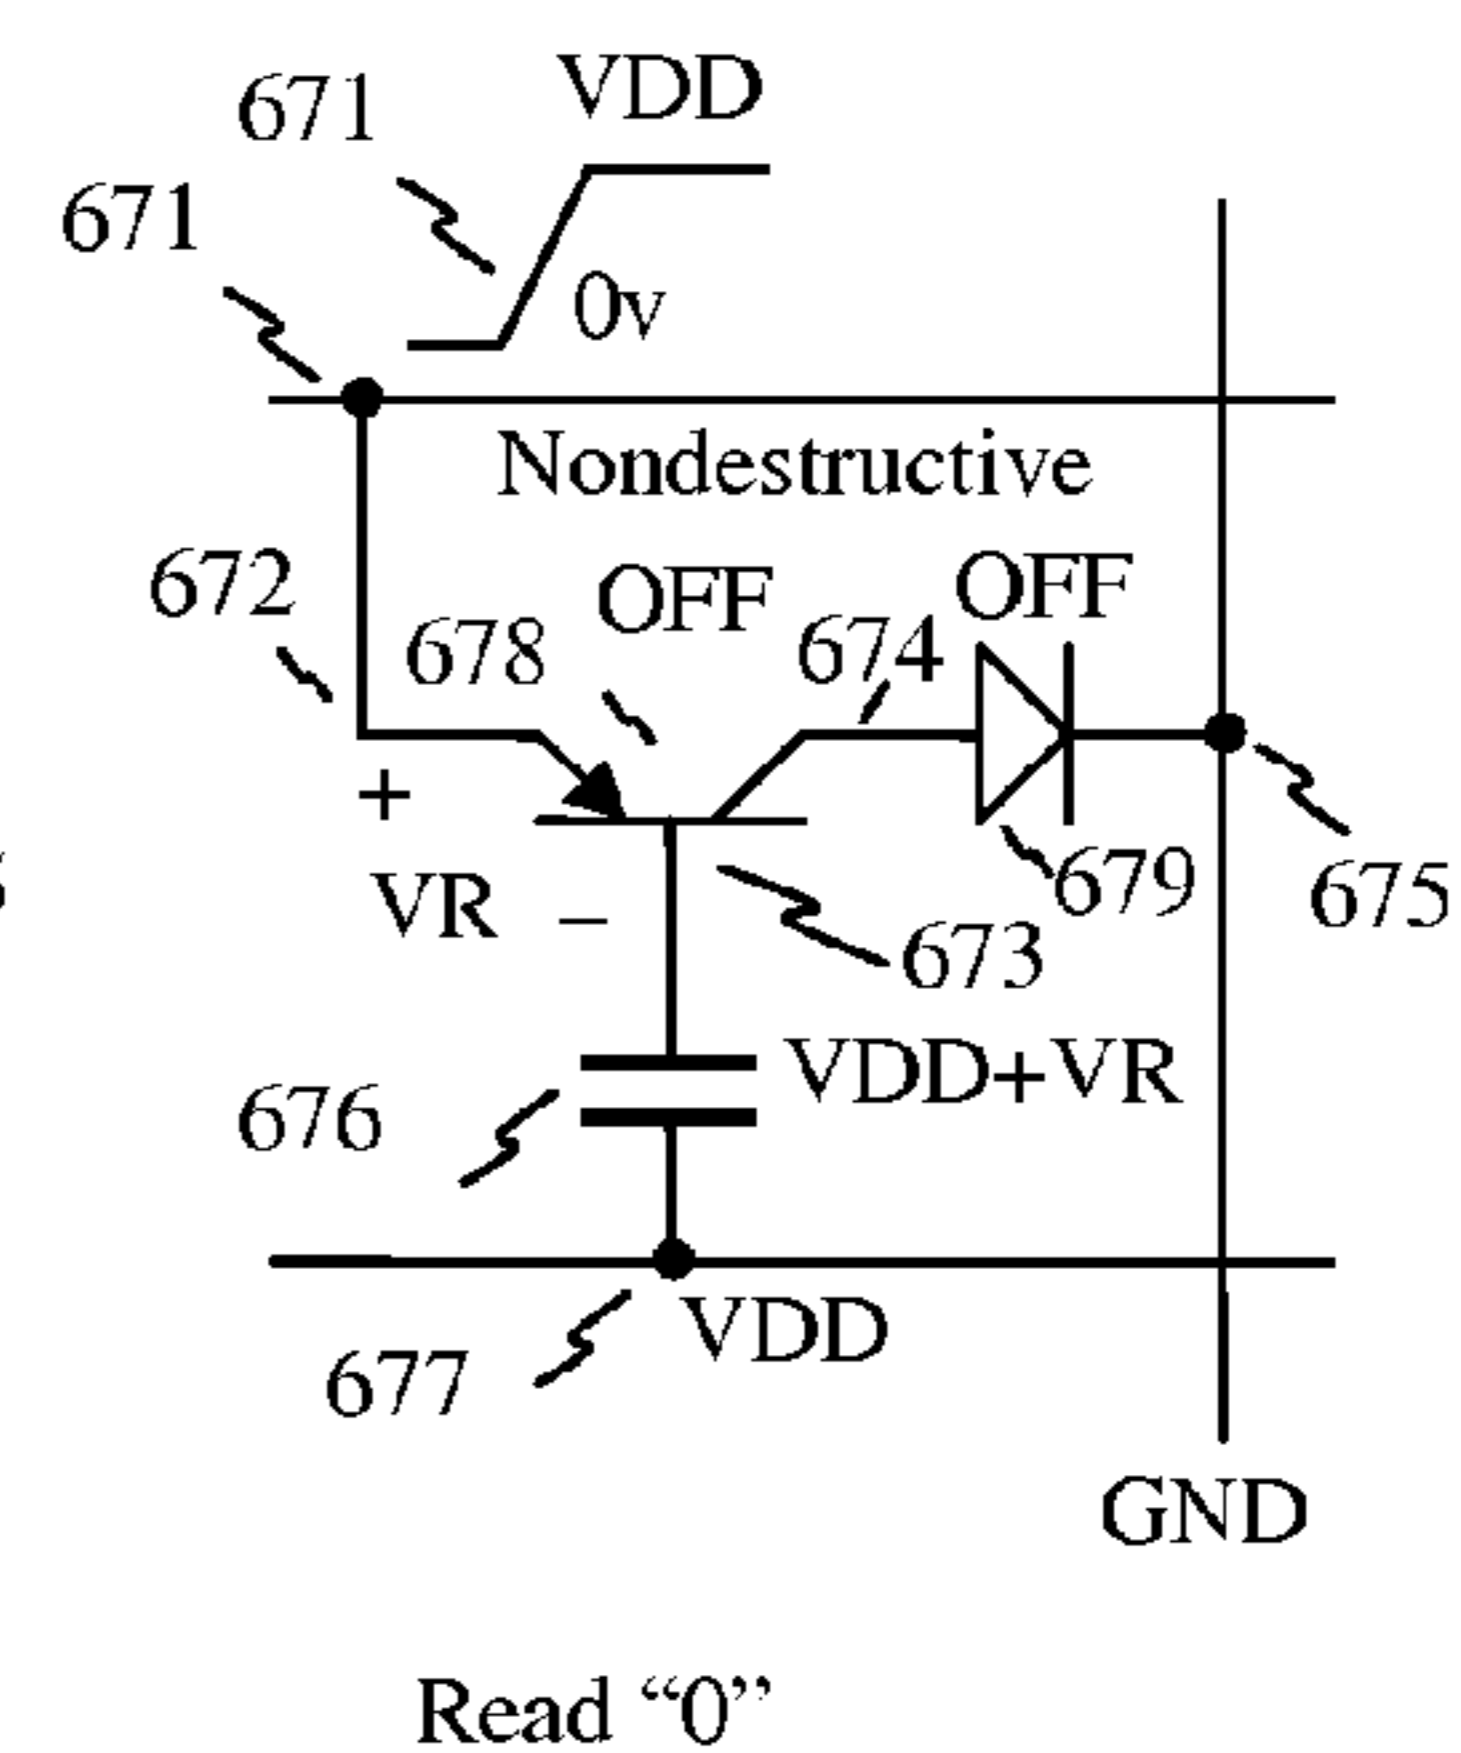 671
VDD
671
0v
Nondestructive
672
678
OFF
674
OFF
+
VR
–
673
679
675
676
VDD+VR
677
VDD
GND
Read “0”